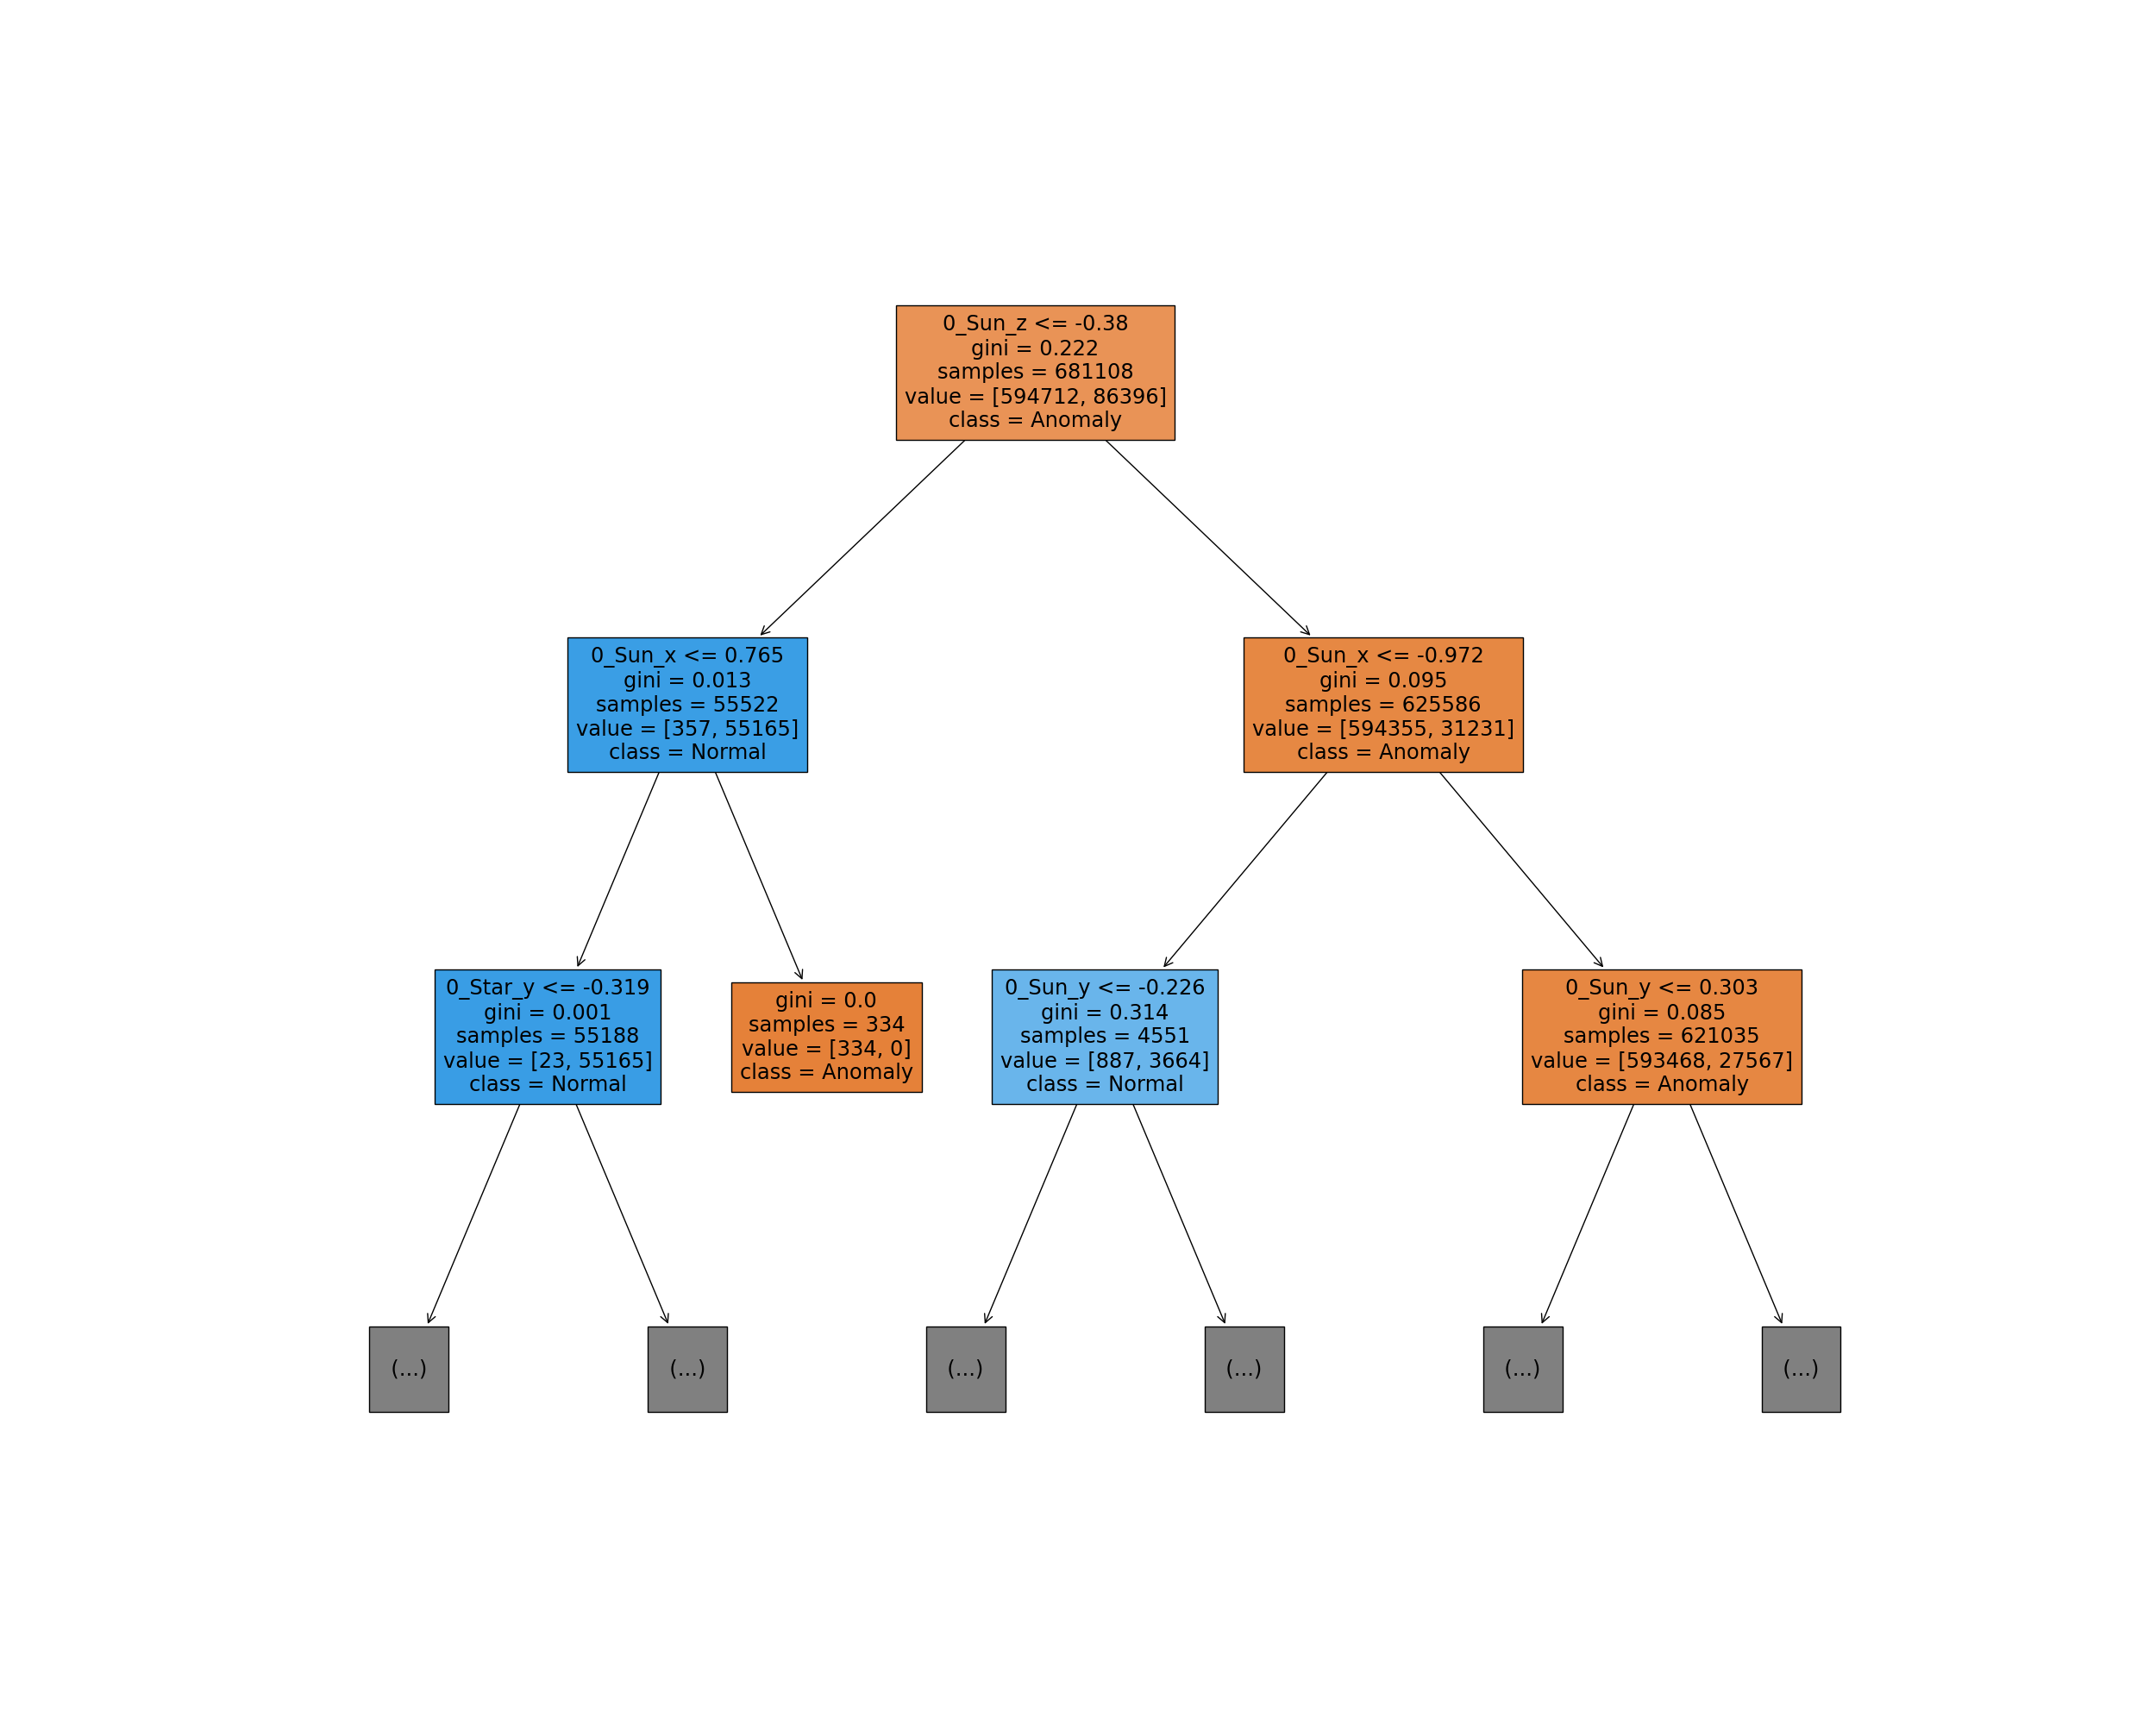 0_Sun_z <= -0.38
gini = 0.222
samples = 681108
value = [594712, 86396]
class = Anomaly
0_Sun_x <= 0.765
gini = 0.013
samples = 55522
value = [357, 55165]
class = Normal
0_Sun_x <= -0.972
gini = 0.095
samples = 625586
value = [594355, 31231]
class = Anomaly
0_Star_y <= -0.319
gini = 0.001
samples = 55188
value = [23, 55165]
class = Normal
gini = 0.0
samples = 334
value = [334, 0]
class = Anomaly
0_Sun_y <= -0.226
gini = 0.314
samples = 4551
value = [887, 3664]
class = Normal
0_Sun_y <= 0.303
gini = 0.085
samples = 621035
value = [593468, 27567]
class = Anomaly
(...)
(...)
(...)
(...)
(...)
(...)